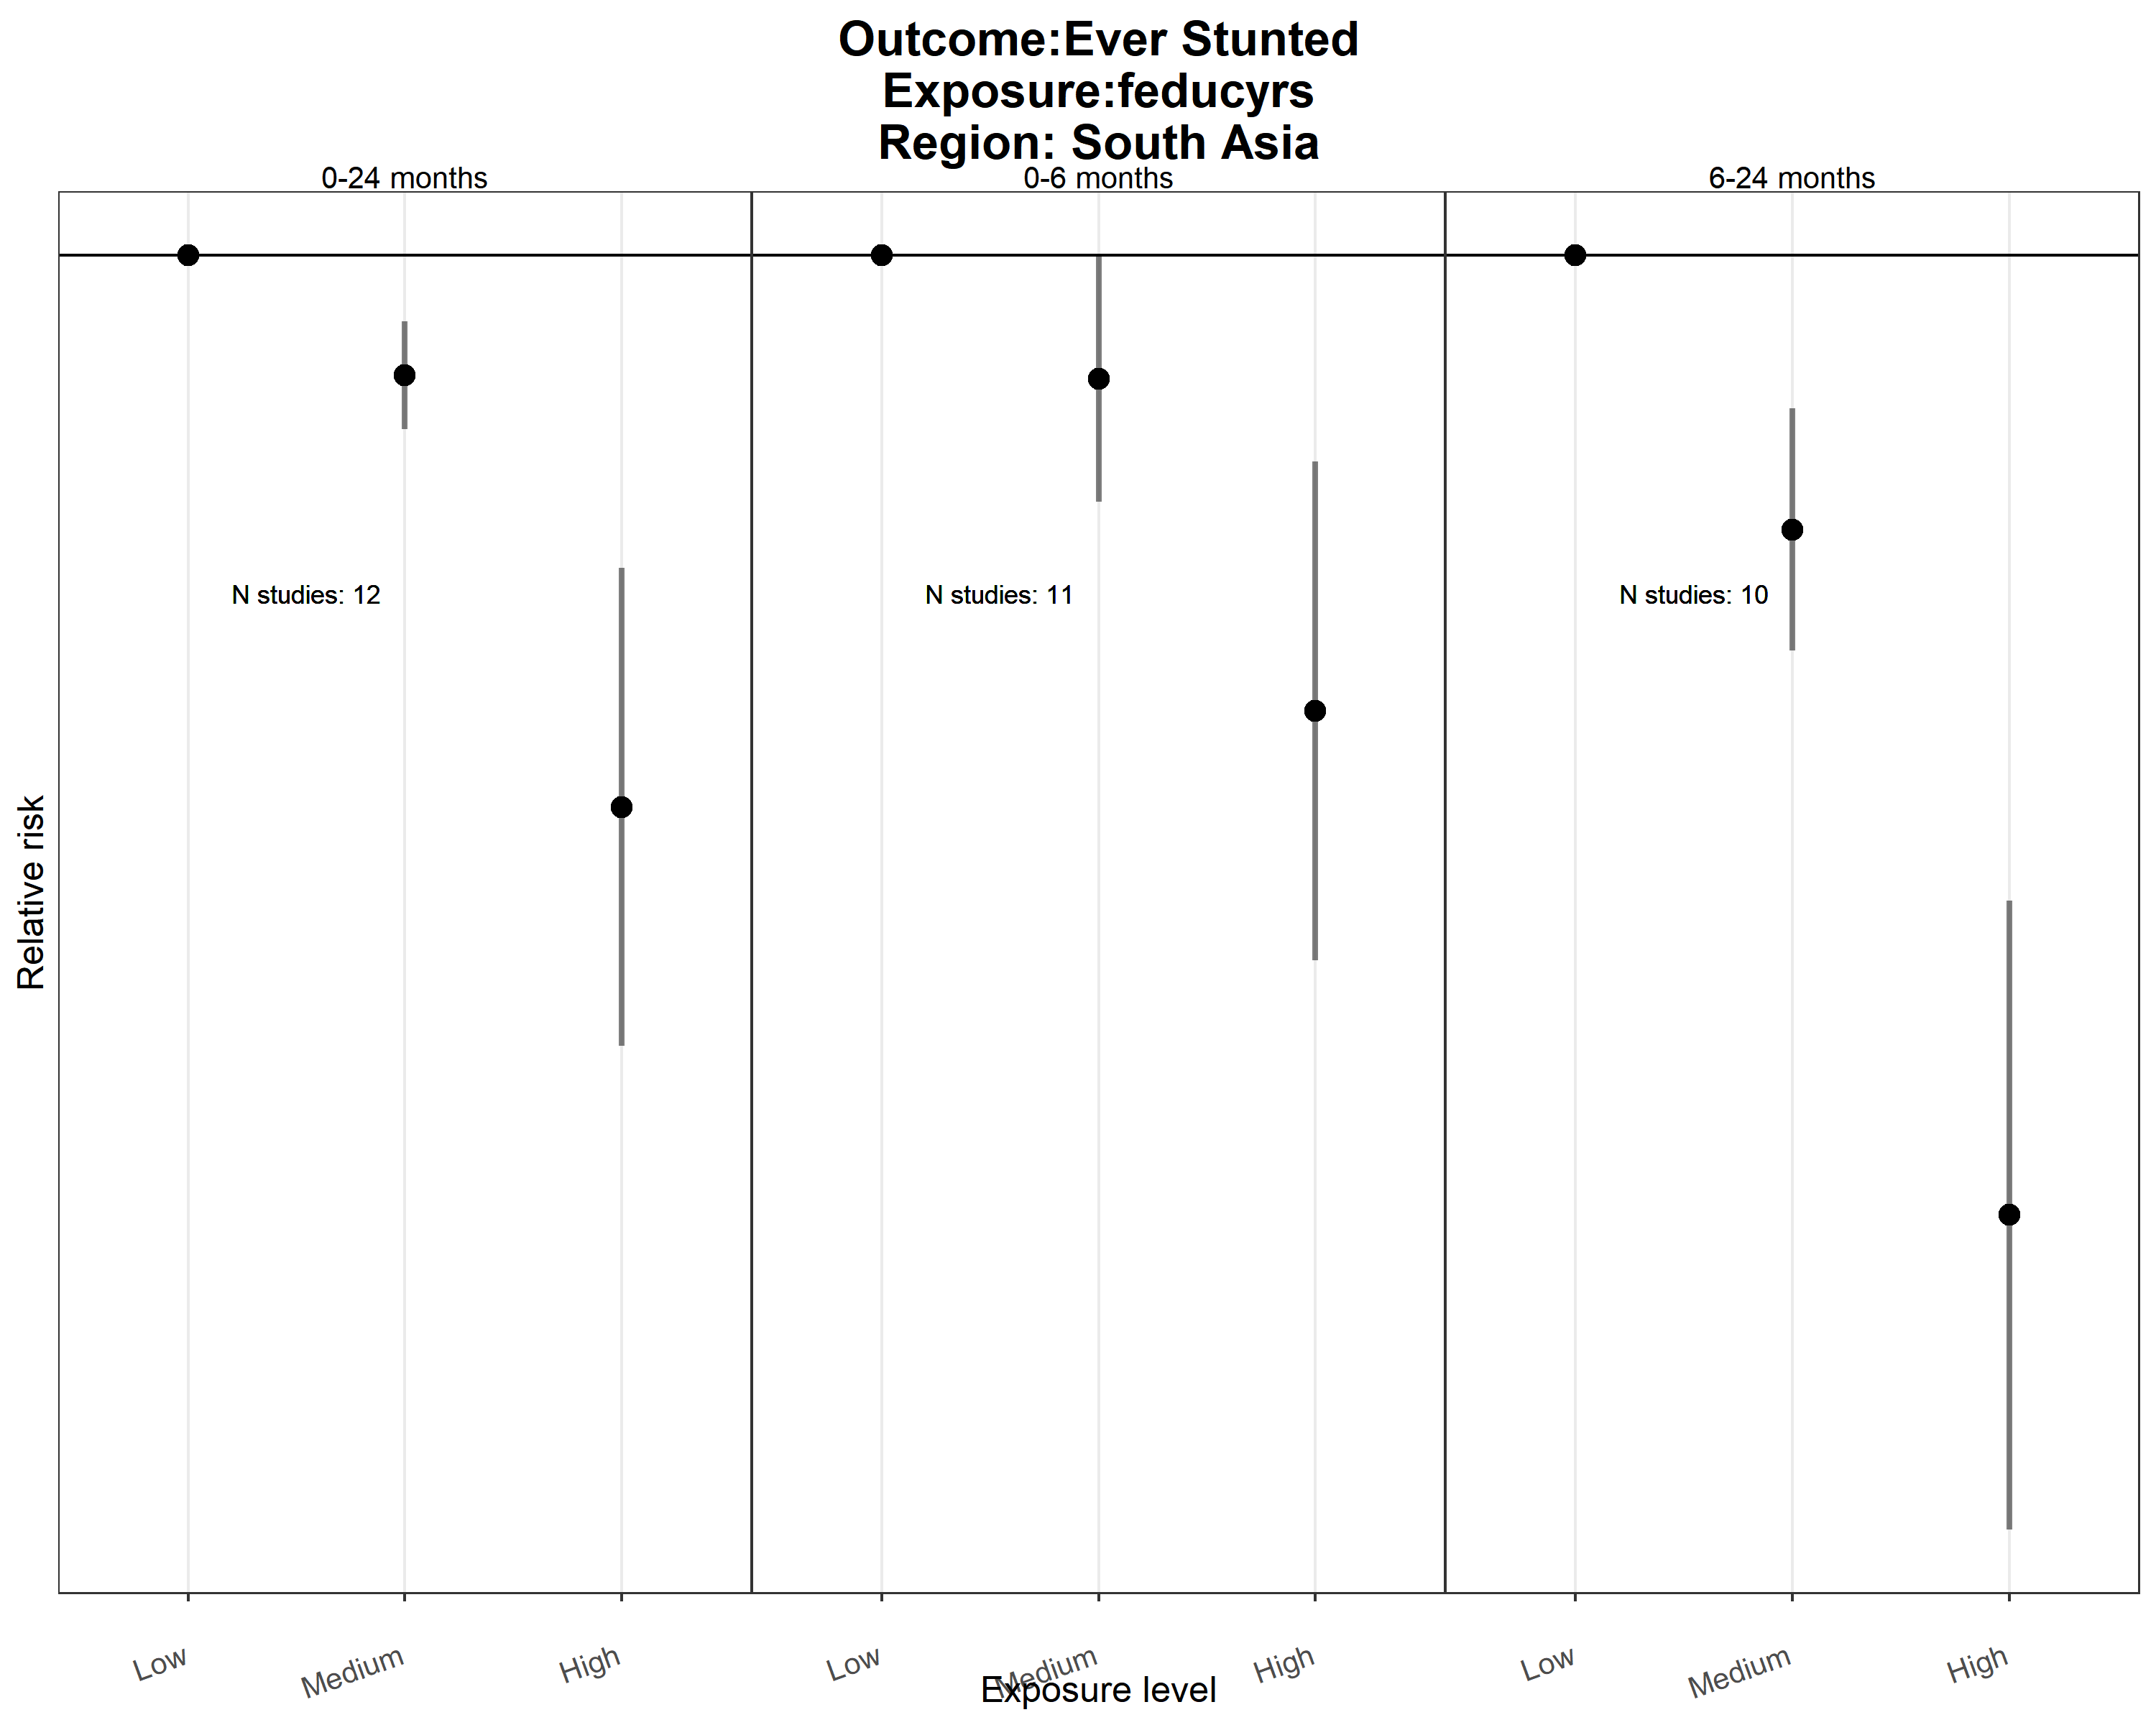 Outcome:Ever Stunted
Exposure:feducyrs
Region: South Asia
0-24 months
0-6 months
6-24 months
N studies: 12
N studies: 11
N studies: 10
Relative risk
Low
Medium
High
Low
Medium
High
Low
Medium
High
Exposure level